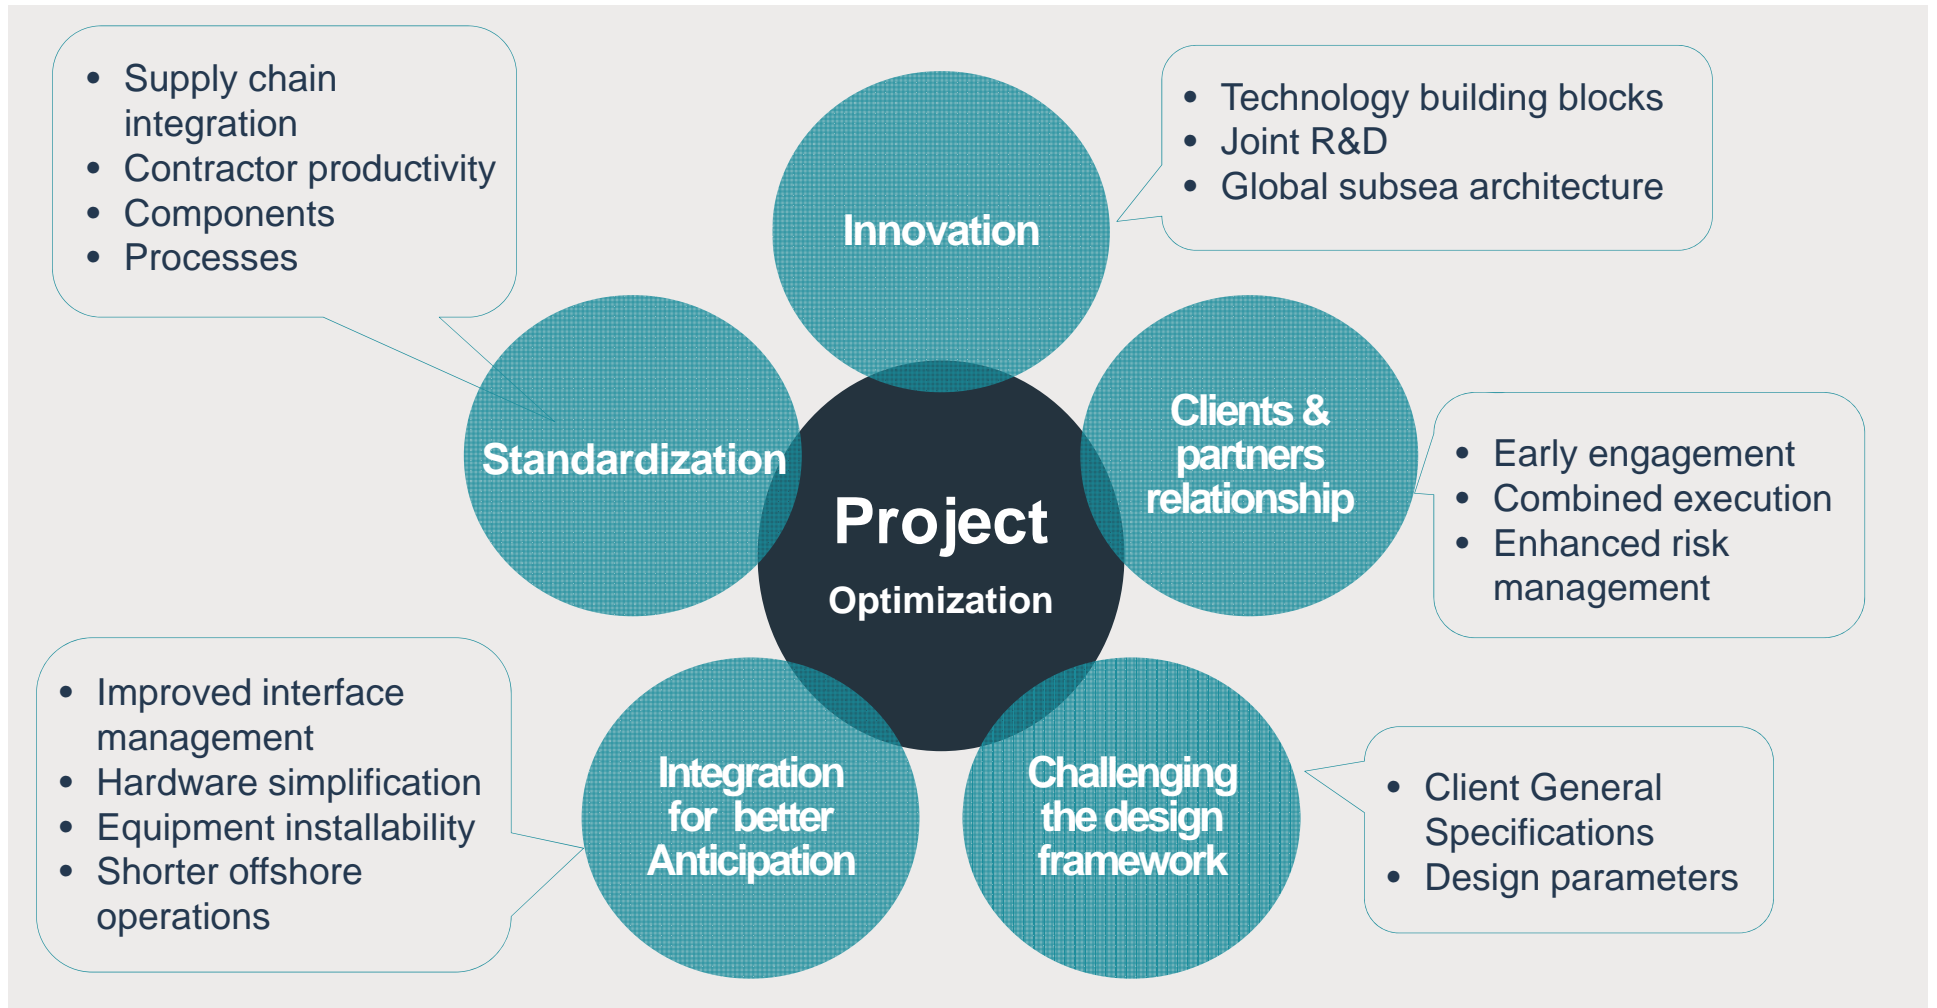 • Supply chain
integration
• Contractor productivity
• Components
• Processes
Innovation
• Technology building blocks
• Joint R&D
• Global subsea architecture
Standardization
Clients &
partners
relationship
• Early engagement
• Combined execution
• Enhanced risk
management
Project
Optimization
• Improved interface
management
• Hardware simplification
• Equipment installability
• Shorter offshore
operations
Integration
for better
Anticipation
Challenging
the design
framework
• Client General
Specifications
• Design parameters